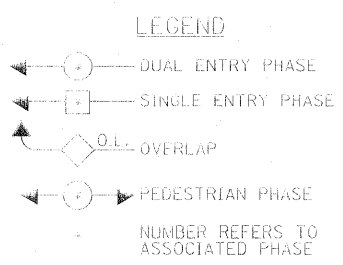 LEGEND
DUAL ENTRY PHASE
SINGLE ENTRY PHASE
O.L. OVERLAP
PEDESTRIAN PHASE
NUMBER REFERS TO
ASSOCIATED PHASE